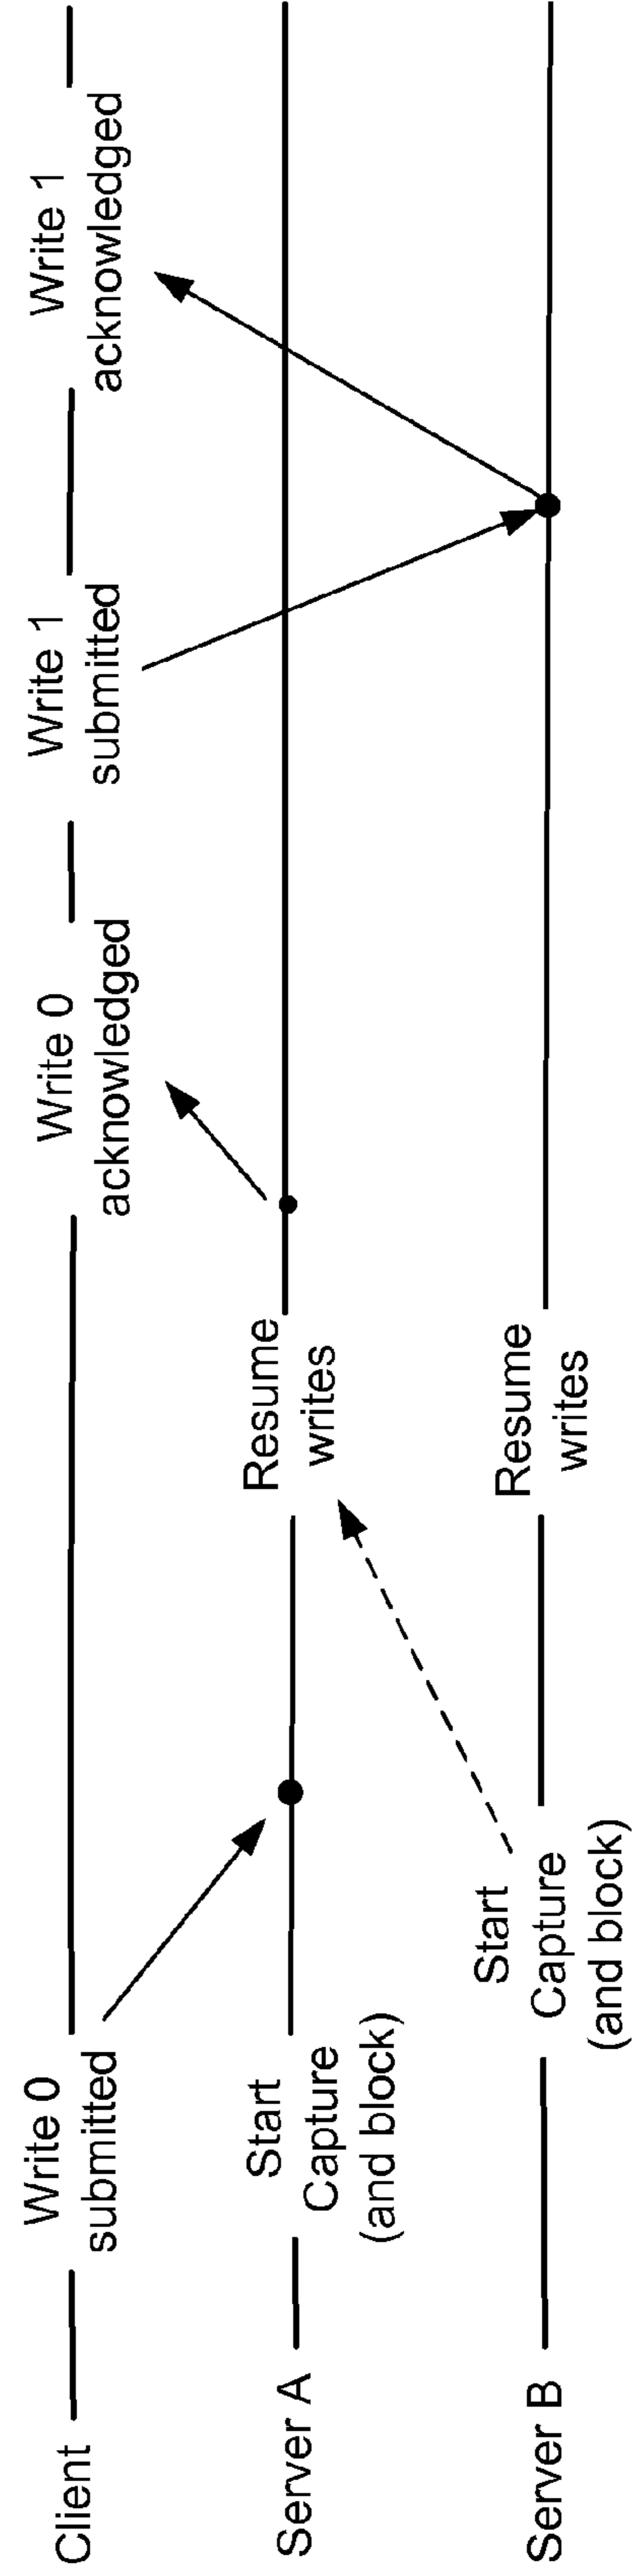 Client
Write 0
submitted
Write 0
acknowledged
Write 1
submitted
Write 1
acknowledged
Server A
Start
Capture
(and block)
Resume
writes
Server B
Start
Capture
(and block)
Resume
writes